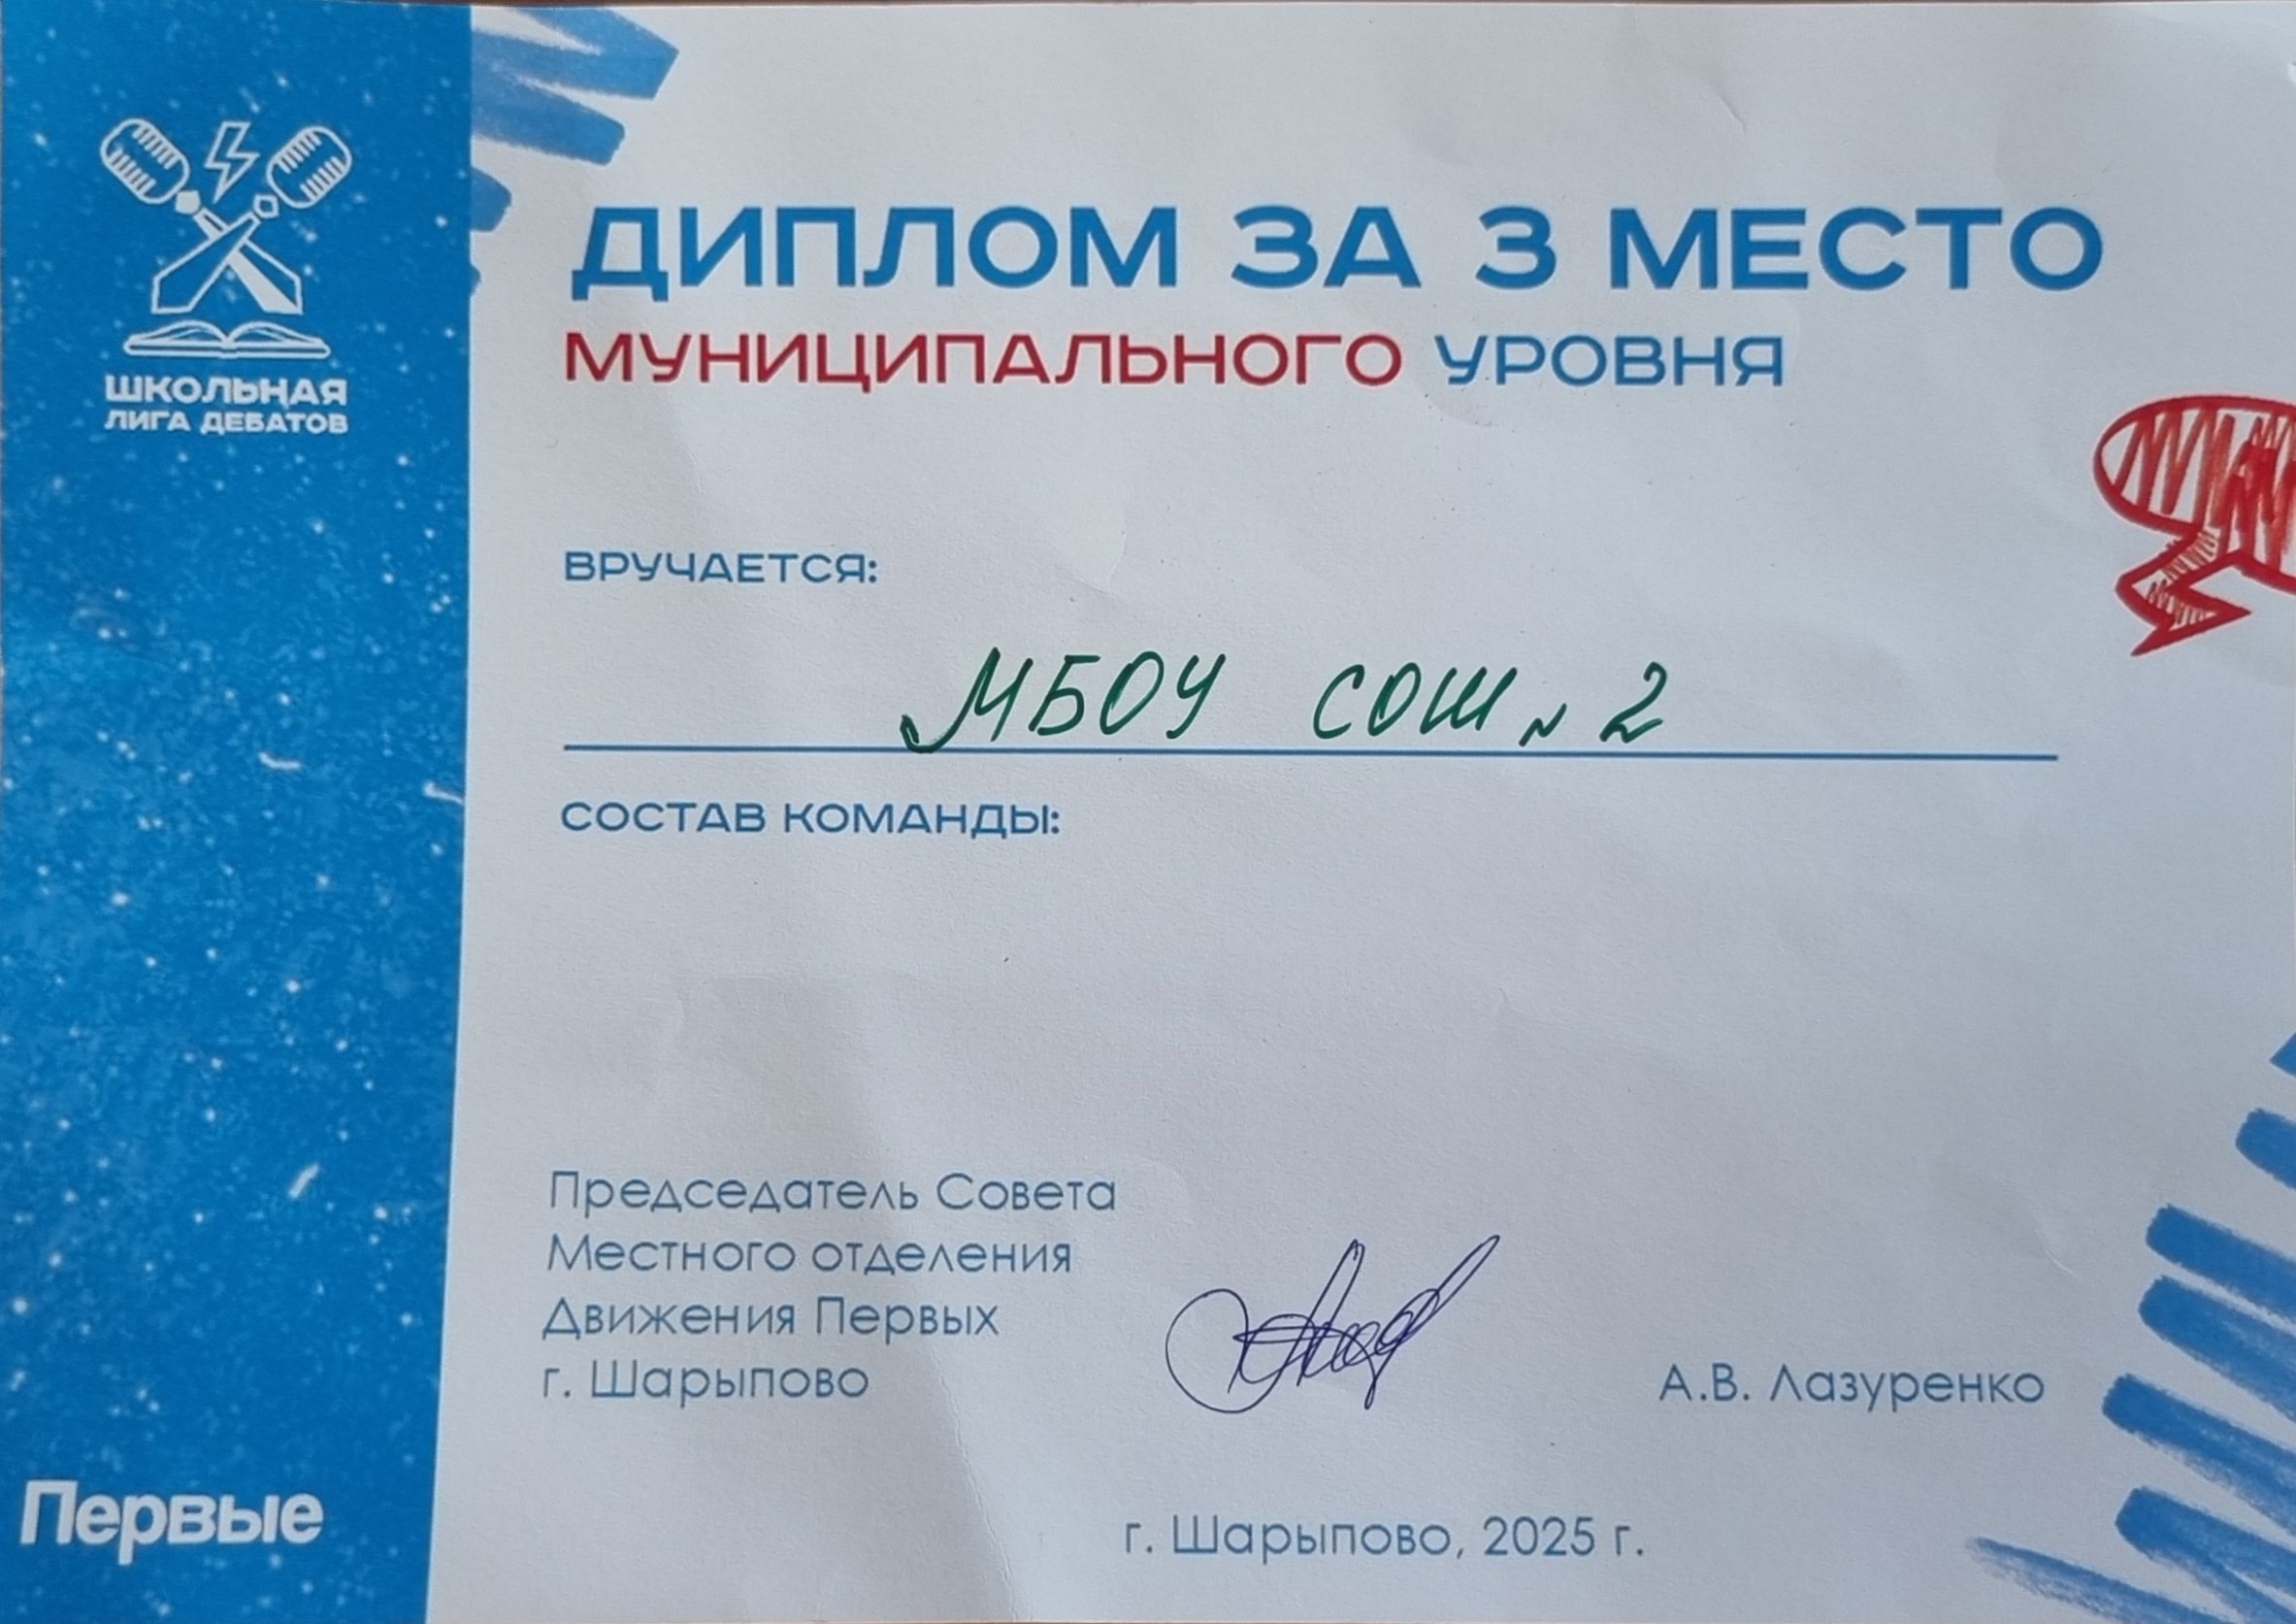 ШКОЛЬНАЯ
ЛИГА ДЕБАТОВ
ДИПЛОМ ЗА 3 МЕСТО
МУНИЦИПАЛЬНОГО УРОВНЯ
ВРУЧАЕТСЯ:
МБОУ СОШ N 2
СОСТАВ КОМАНДЫ:
Председатель Совета
Местного отделения
Движения Первых
г. Шарыпово
А.В. Лазуренко
Первые
г. Шарыпово, 2025 г.